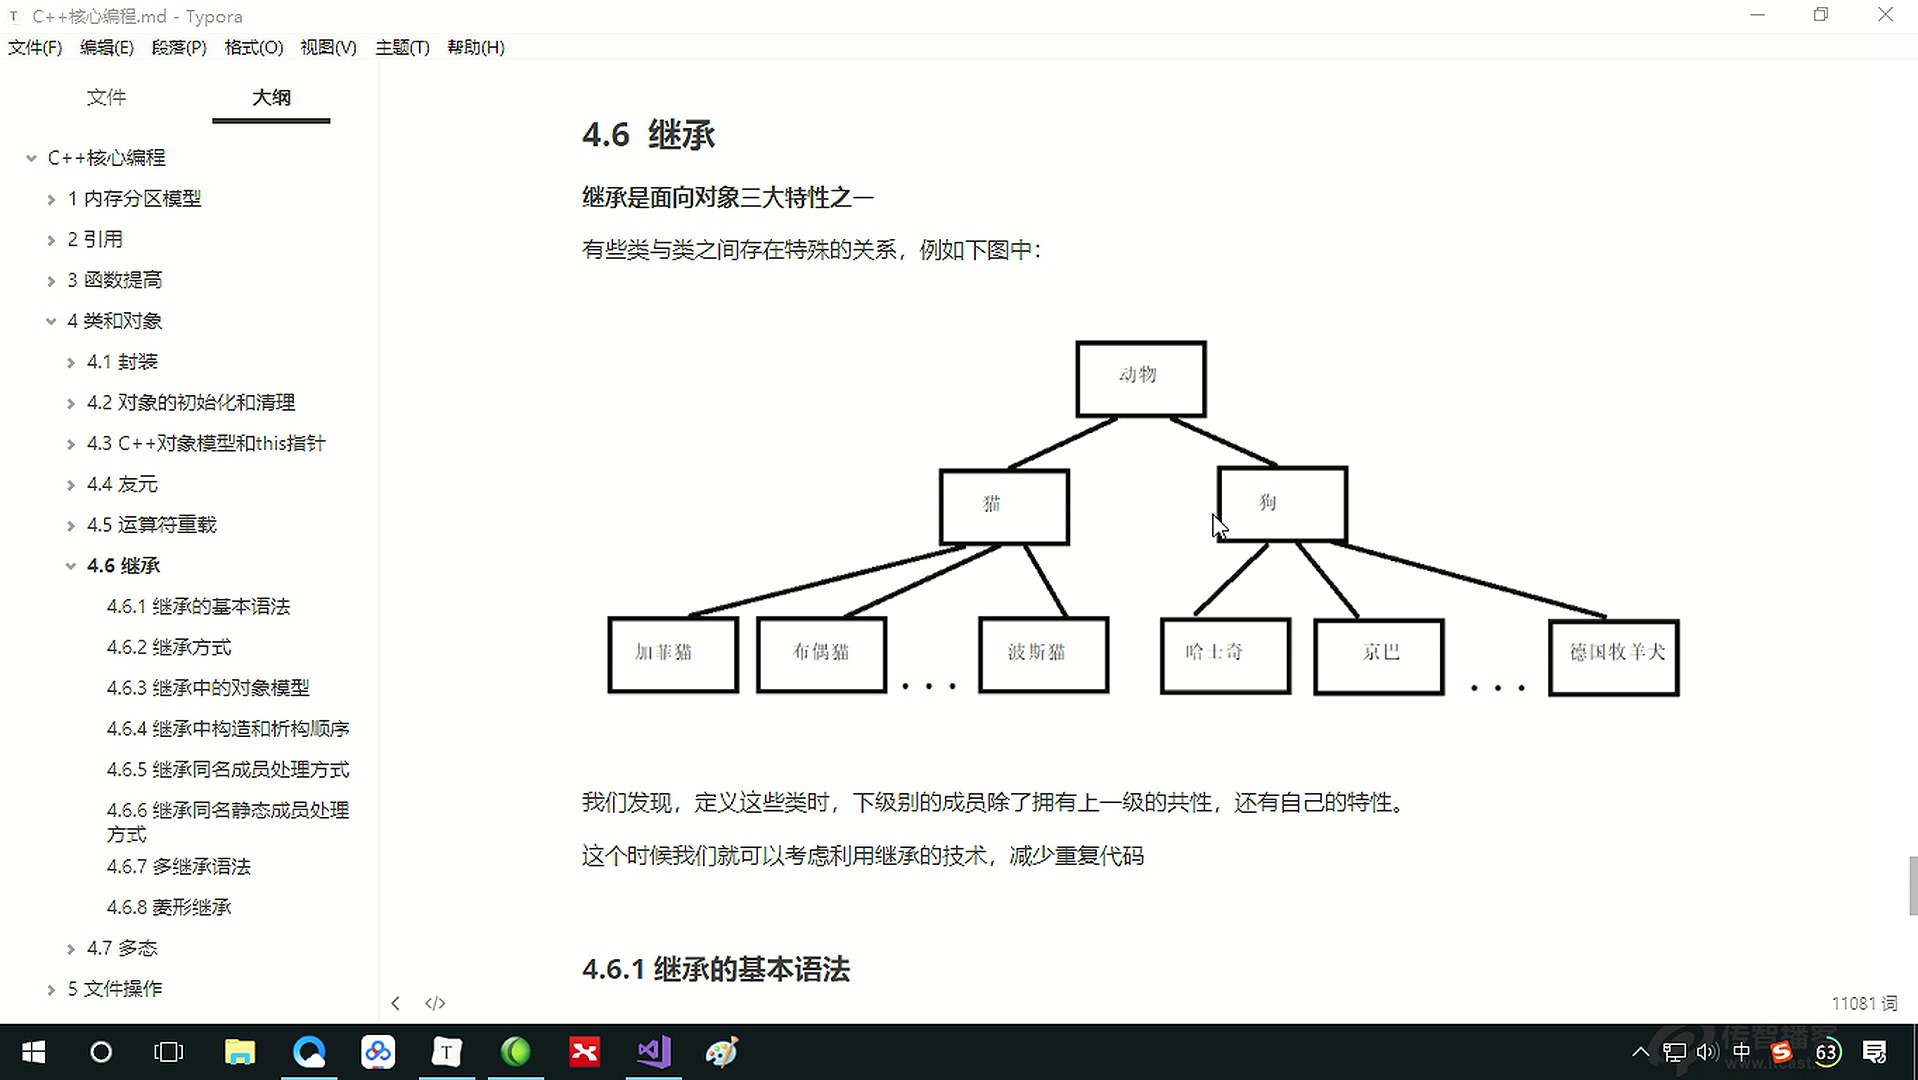 C++核心编程.md - Typora
文件(F) 编辑(E) 段落(P) 格式(O) 视图(V) 主题(T) 帮助(H)
文件 大纲
C++核心编程
1 内存分区模型
2 引用
3 函数提高
4 类和对象
4.1 封装
4.2 对象的初始化和清理
4.3 C++对象模型和this指针
4.4 友元
4.5 运算符重载
4.6 继承
4.6.1 继承的基本语法
4.6.2 继承方式
4.6.3 继承中的对象模型
4.6.4 继承中构造和析构顺序
4.6.5 继承同名成员处理方式
4.6.6 继承同名静态成员处理
方式
4.6.7 多继承语法
4.6.8 菱形继承
4.7 多态
5 文件操作
4.6 继承
继承是面向对象三大特性之一
有些类与类之间存在特殊的关系，例如下图中：
动物
猫 狗
加菲猫 布偶猫 ... 波斯猫 哈士奇 京巴 ... 德国牧羊犬
我们发现，定义这些类时，下级别的成员除了拥有上一级的共性，还有自己的特性。
这个时候我们就可以考虑利用继承的技术，减少重复代码
4.6.1 继承的基本语法
</> 11081 词
T 中 S 63
传智播客
www.itcast.